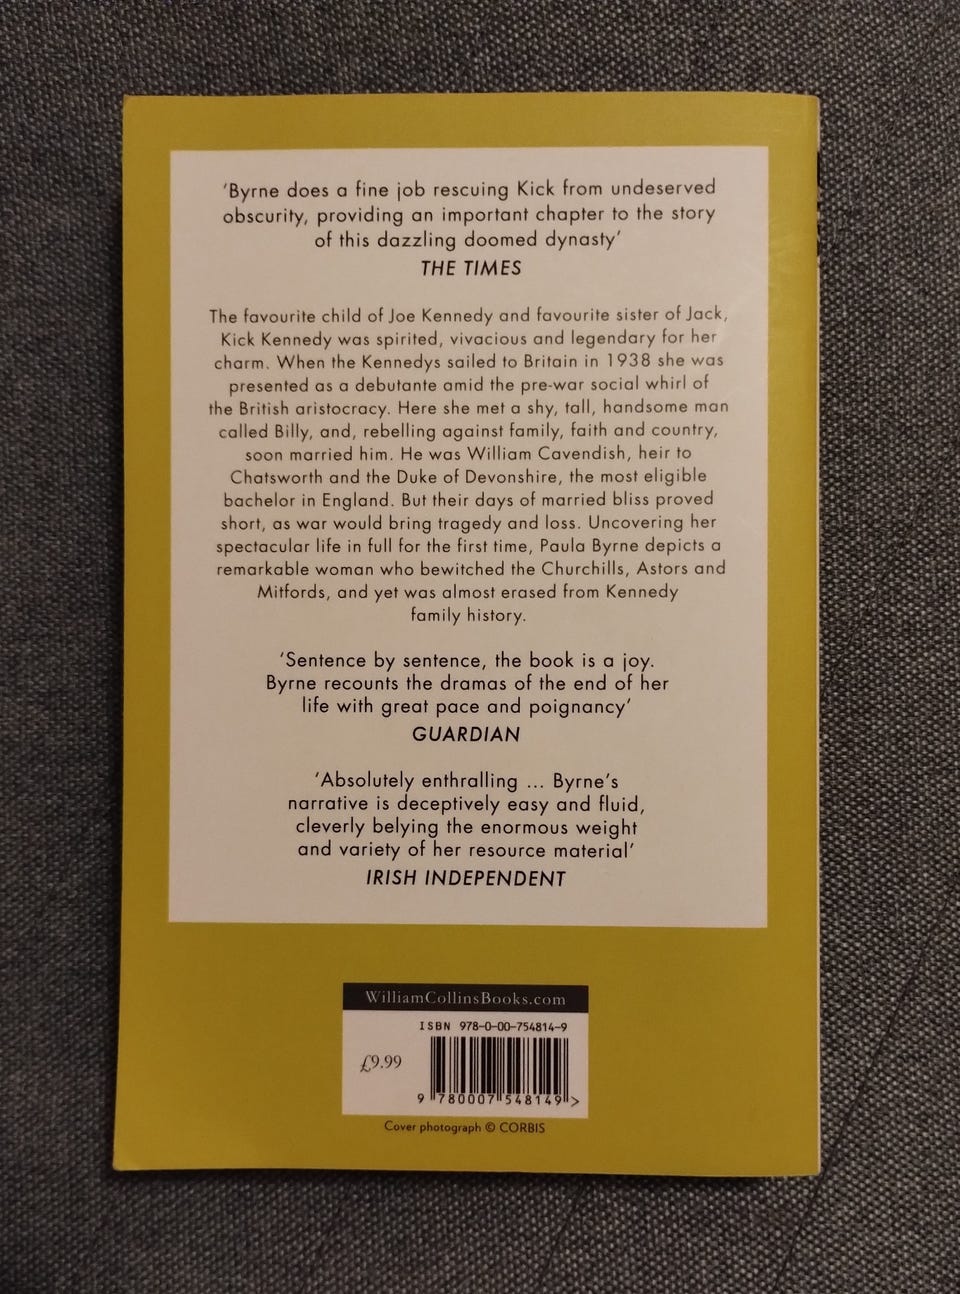 ‘Byrne does a fine job rescuing Kick from undeserved
obscurity, providing an important chapter to the story
of this dazzling doomed dynasty’
THE TIMES
The favourite child of Joe Kennedy and favourite sister of Jack,
Kick Kennedy was spirited, vivacious and legendary for her
charm. When the Kennedys sailed to Britain in 1938 she was
presented as a debutante amid the pre-war social whirl of
the British aristocracy. Here she met a shy, tall, handsome man
called Billy, and, rebelling against family, faith and country,
soon married him. He was William Cavendish, heir to
Chatsworth and the Duke of Devonshire, the most eligible
bachelor in England. But their days of married bliss proved
short, as war would bring tragedy and loss. Uncovering her
spectacular life in full for the first time, Paula Byrne depicts a
remarkable woman who bewitched the Churchills, Astors and
Mitfords, and yet was almost erased from Kennedy
family history.
‘Sentence by sentence, the book is a joy.
Byrne recounts the dramas of the end of her
life with great pace and poignancy’
GUARDIAN
‘Absolutely enthralling ... Byrne’s
narrative is deceptively easy and fluid,
cleverly belying the enormous weight
and variety of her resource material’
IRISH INDEPENDENT
WilliamCollinsBooks.com
ISBN 978-0-00-754814-9
£9.99
9 780007 548149 >
Cover photograph © CORBIS